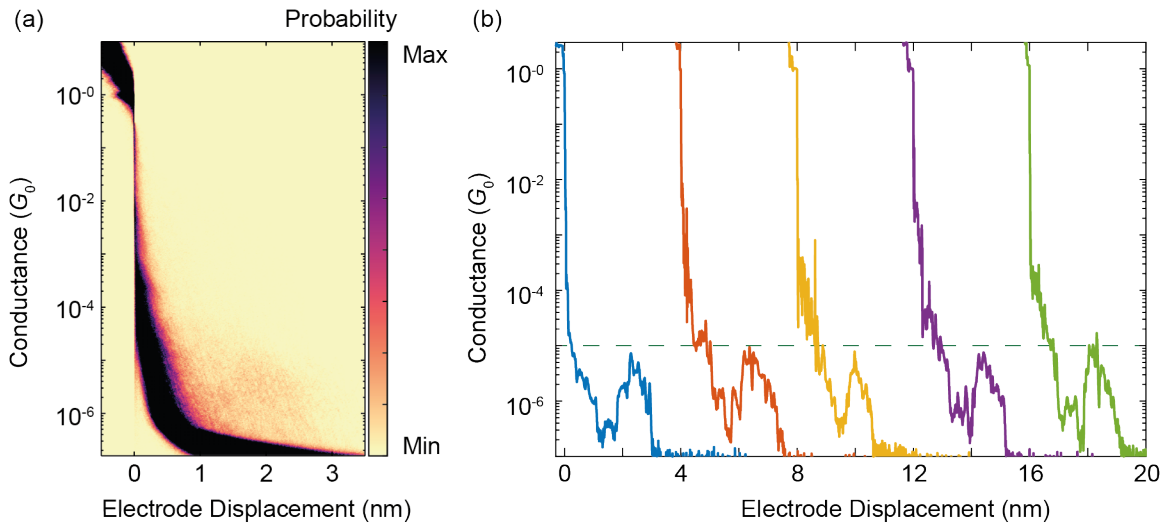 (a)
Probability
Max
Min
10-0
10-2
10-4
10-6
Conductance (G0)
0
1
2
3
Electrode Displacement (nm)
(b)
10-0
10-2
10-4
10-6
Conductance (G0)
0
4
8
12
16
20
Electrode Displacement (nm)